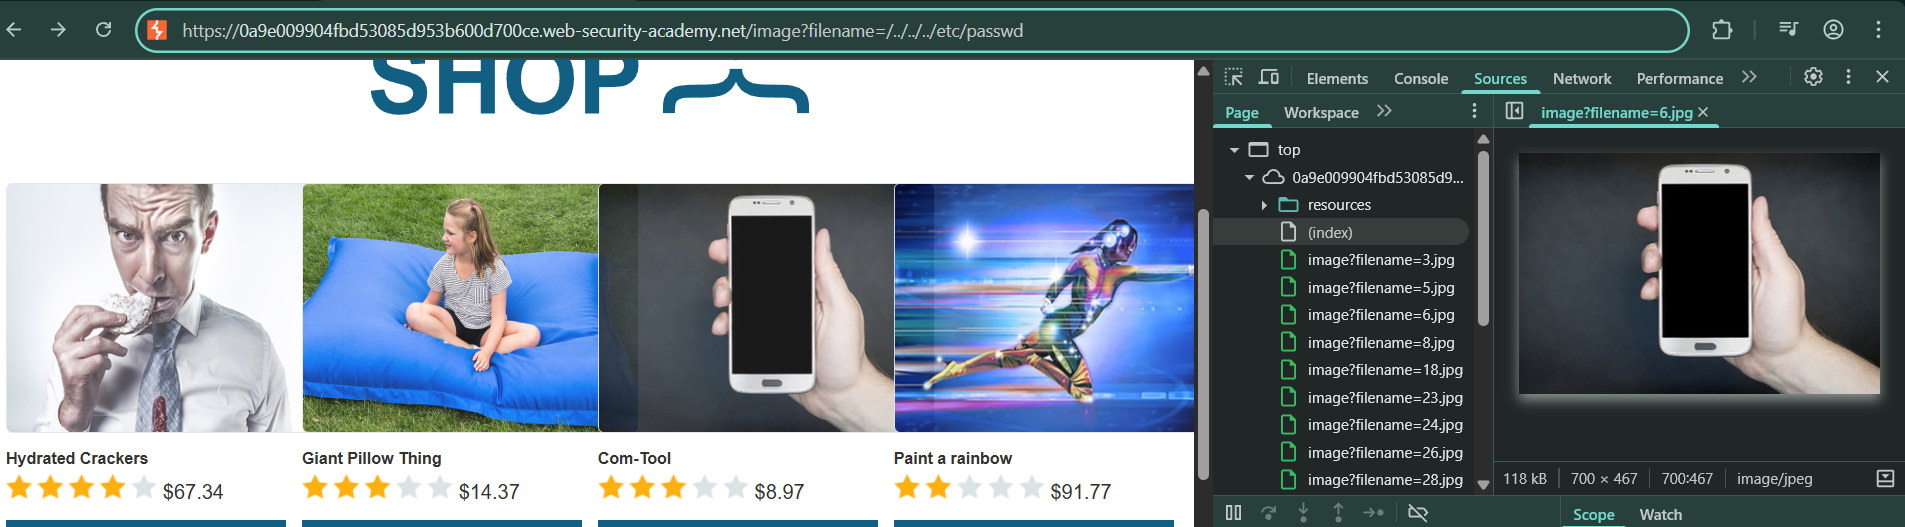 https://0a9e009904fbd53085d953b600d700ce.web-security-academy.net/image?filename=/../../../etc/passwd
SHOP
Hydrated Crackers
$67.34
Giant Pillow Thing
$14.37
Com-Tool
$8.97
Paint a rainbow
$91.77
Elements Console Sources Network Performance
Page Workspace
image?filename=6.jpg
top
0a9e009904fbd53085d9...
resources
(index)
image?filename=3.jpg
image?filename=5.jpg
image?filename=6.jpg
image?filename=8.jpg
image?filename=18.jpg
image?filename=23.jpg
image?filename=24.jpg
image?filename=26.jpg
image?filename=28.jpg
118 kB 700 × 467 700:467 image/jpeg
Scope Watch